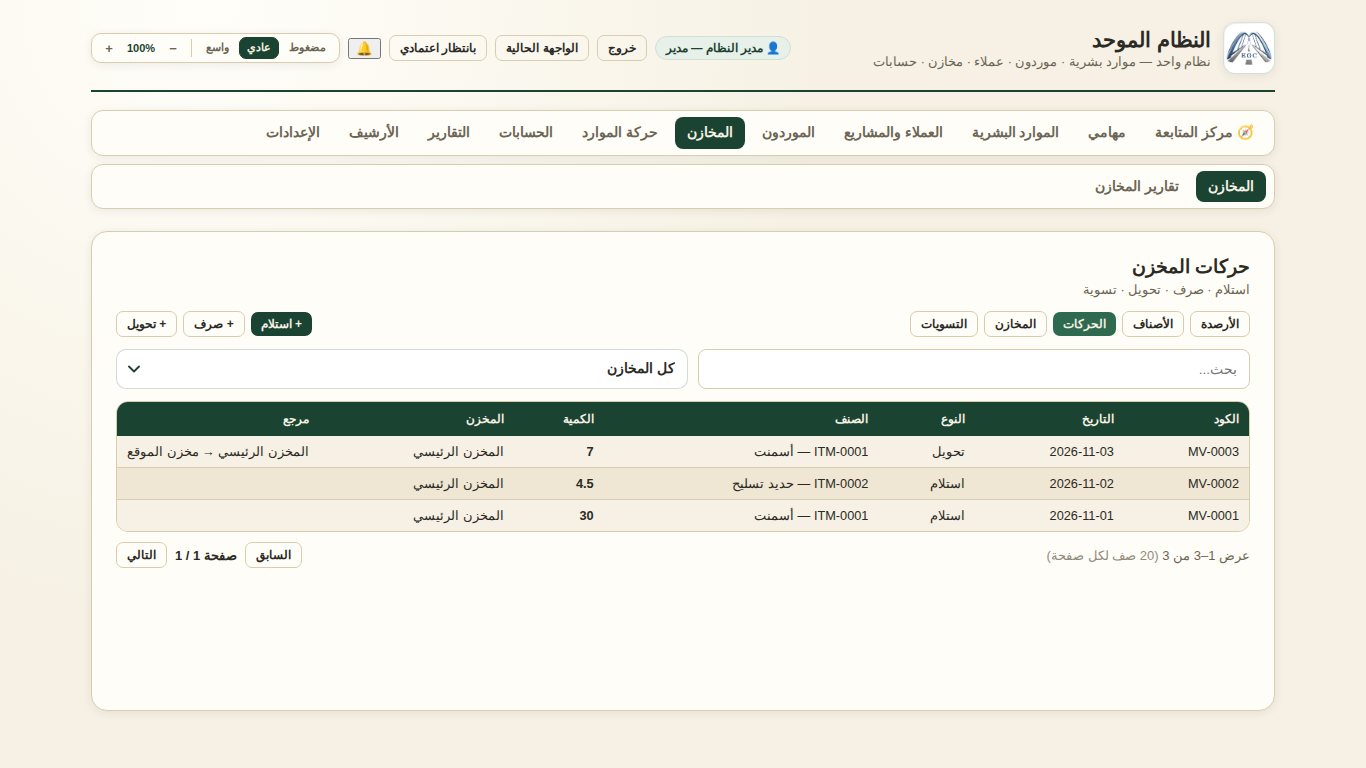 ROC
النظام الموحد
نظام واحد — موارد بشرية · موردون · عملاء · مخازن · حسابات
👤 مدير النظام — مدير
خروج
الواجهة الحالية
بانتظار اعتمادي
🔔
مضغوط عادي واسع − 100% +
🧭 مركز المتابعة مهامي الموارد البشرية العملاء والمشاريع الموردون المخازن حركة الموارد الحسابات التقارير الأرشيف الإعدادات
المخازن تقارير المخازن
حركات المخزن
استلام · صرف · تحويل · تسوية
الأرصدة الأصناف الحركات المخازن التسويات + استلام + صرف + تحويل
بحث... كل المخازن
الكود التاريخ النوع الصنف الكمية المخزن مرجع
MV-0003 2026-11-03 تحويل ITM-0001 — أسمنت 7 المخزن الرئيسي المخزن الرئيسي → مخزن الموقع
MV-0002 2026-11-02 استلام ITM-0002 — حديد تسليح 4.5 المخزن الرئيسي
MV-0001 2026-11-01 استلام ITM-0001 — أسمنت 30 المخزن الرئيسي
عرض 1–3 من 3 (20 صف لكل صفحة) السابق صفحة 1 / 1 التالي